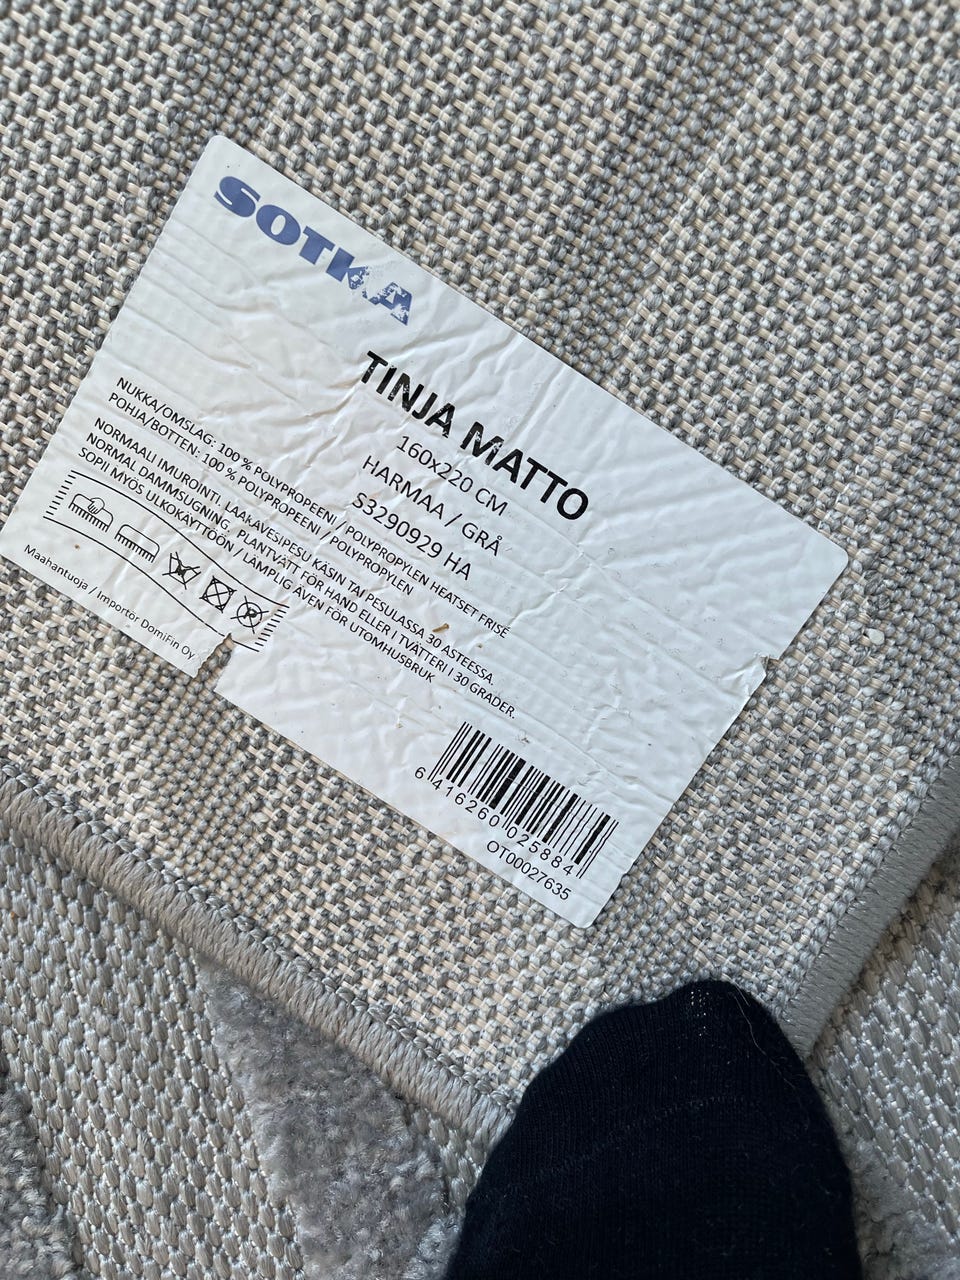 SOTKA
TINJA MATTO
160x220 CM
HARMAA / GRÅ
S3290929 HA
NUKKA/OMSLAG: 100 % POLYPROPEENI / POLYPROPYLEN HEATSET FRISE
POHJA/BOTTEN: 100 % POLYPROPEENI / POLYPROPYLEN
NORMAALI IMUROINTI, LAAKAVESIPESU KÄSIN TAI PESULASSA 30 ASTEESSA.
NORMAL DAMMSUGNING, PLANTVÄTT FÖR HAND ELLER I TVÄTTERI I 30 GRADER.
SOPII MYÖS ULKOKÄYTTÖÖN / LÄMPLIG ÄVEN FÖR UTOMHUSBRUK
Maahantuoja / Importör DomiFin Oy
6 416260 025884
OT00027635